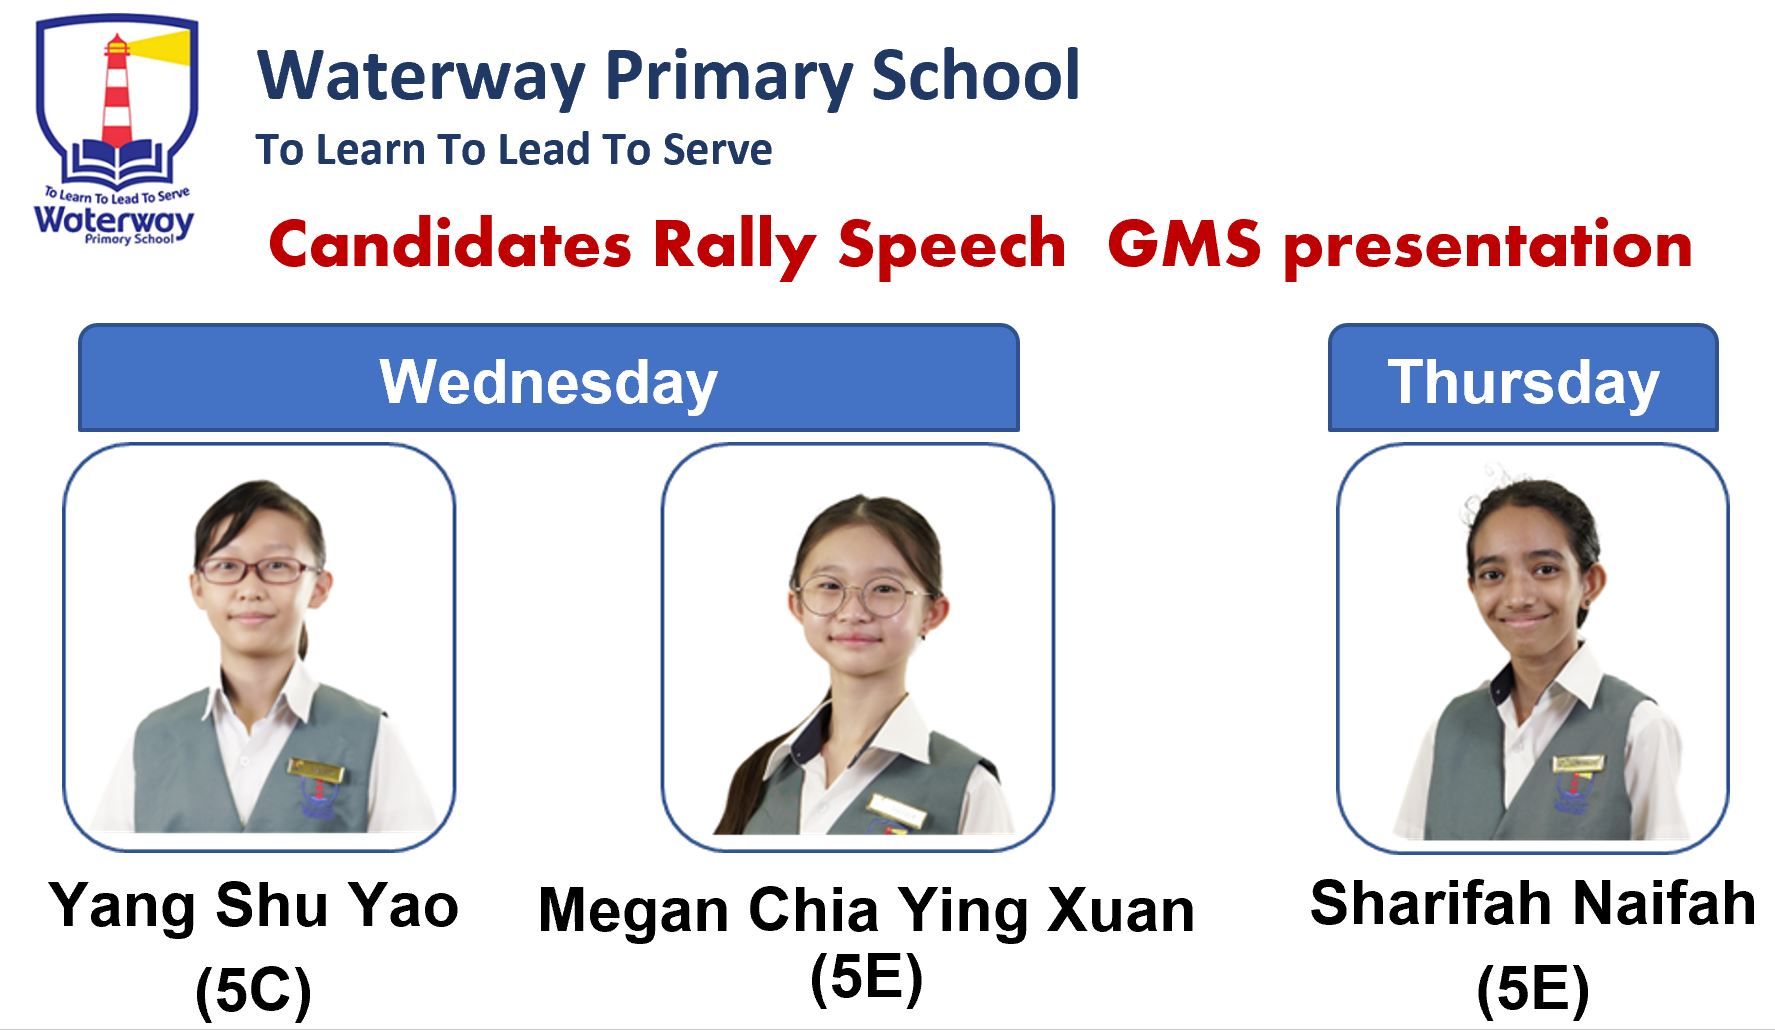 Waterway Primary School
To Learn To Lead To Serve
To Learn To Lead To Serve
Waterway
Primary School
Candidates Rally Speech  GMS presentation
Wednesday
Thursday
Yang Shu Yao
(5C)
Megan Chia Ying Xuan
(5E)
Sharifah Naifah
(5E)